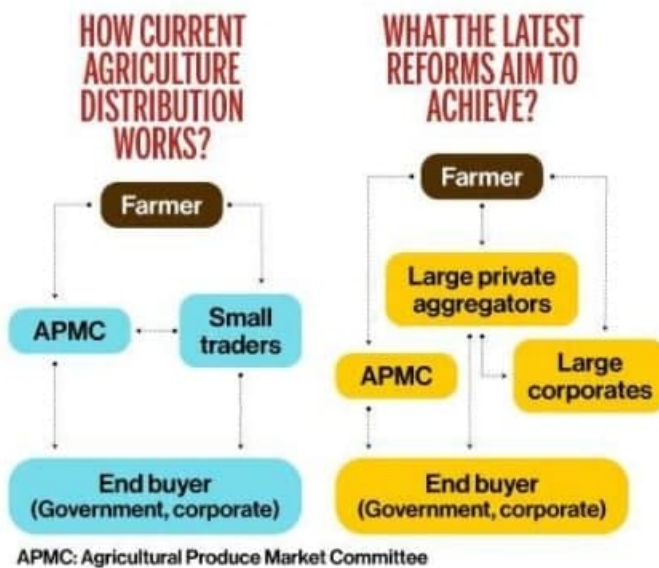 HOW CURRENT
AGRICULTURE
DISTRIBUTION
WORKS?
Farmer
APMC
Small
traders
End buyer
(Government, corporate)
WHAT THE LATEST
REFORMS AIM TO
ACHIEVE?
Farmer
Large private
aggregators
APMC
Large
corporates
End buyer
(Government, corporate)
APMC: Agricultural Produce Market Committee